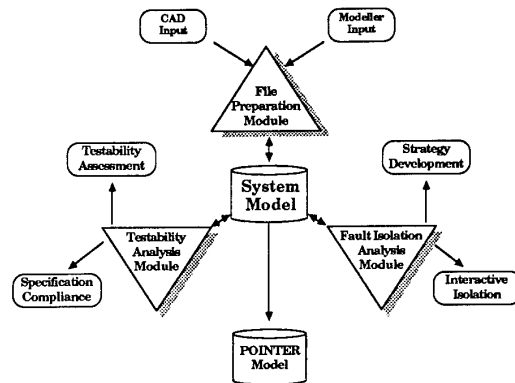 CAD
Input
Modeller
Input
File
Preparation
Module
Testability
Assessment
Strategy
Development
System
Model
Testability
Analysis
Module
Fault Isolation
Analysis
Module
Specification
Compliance
Interactive
Isolation
POINTER
Model